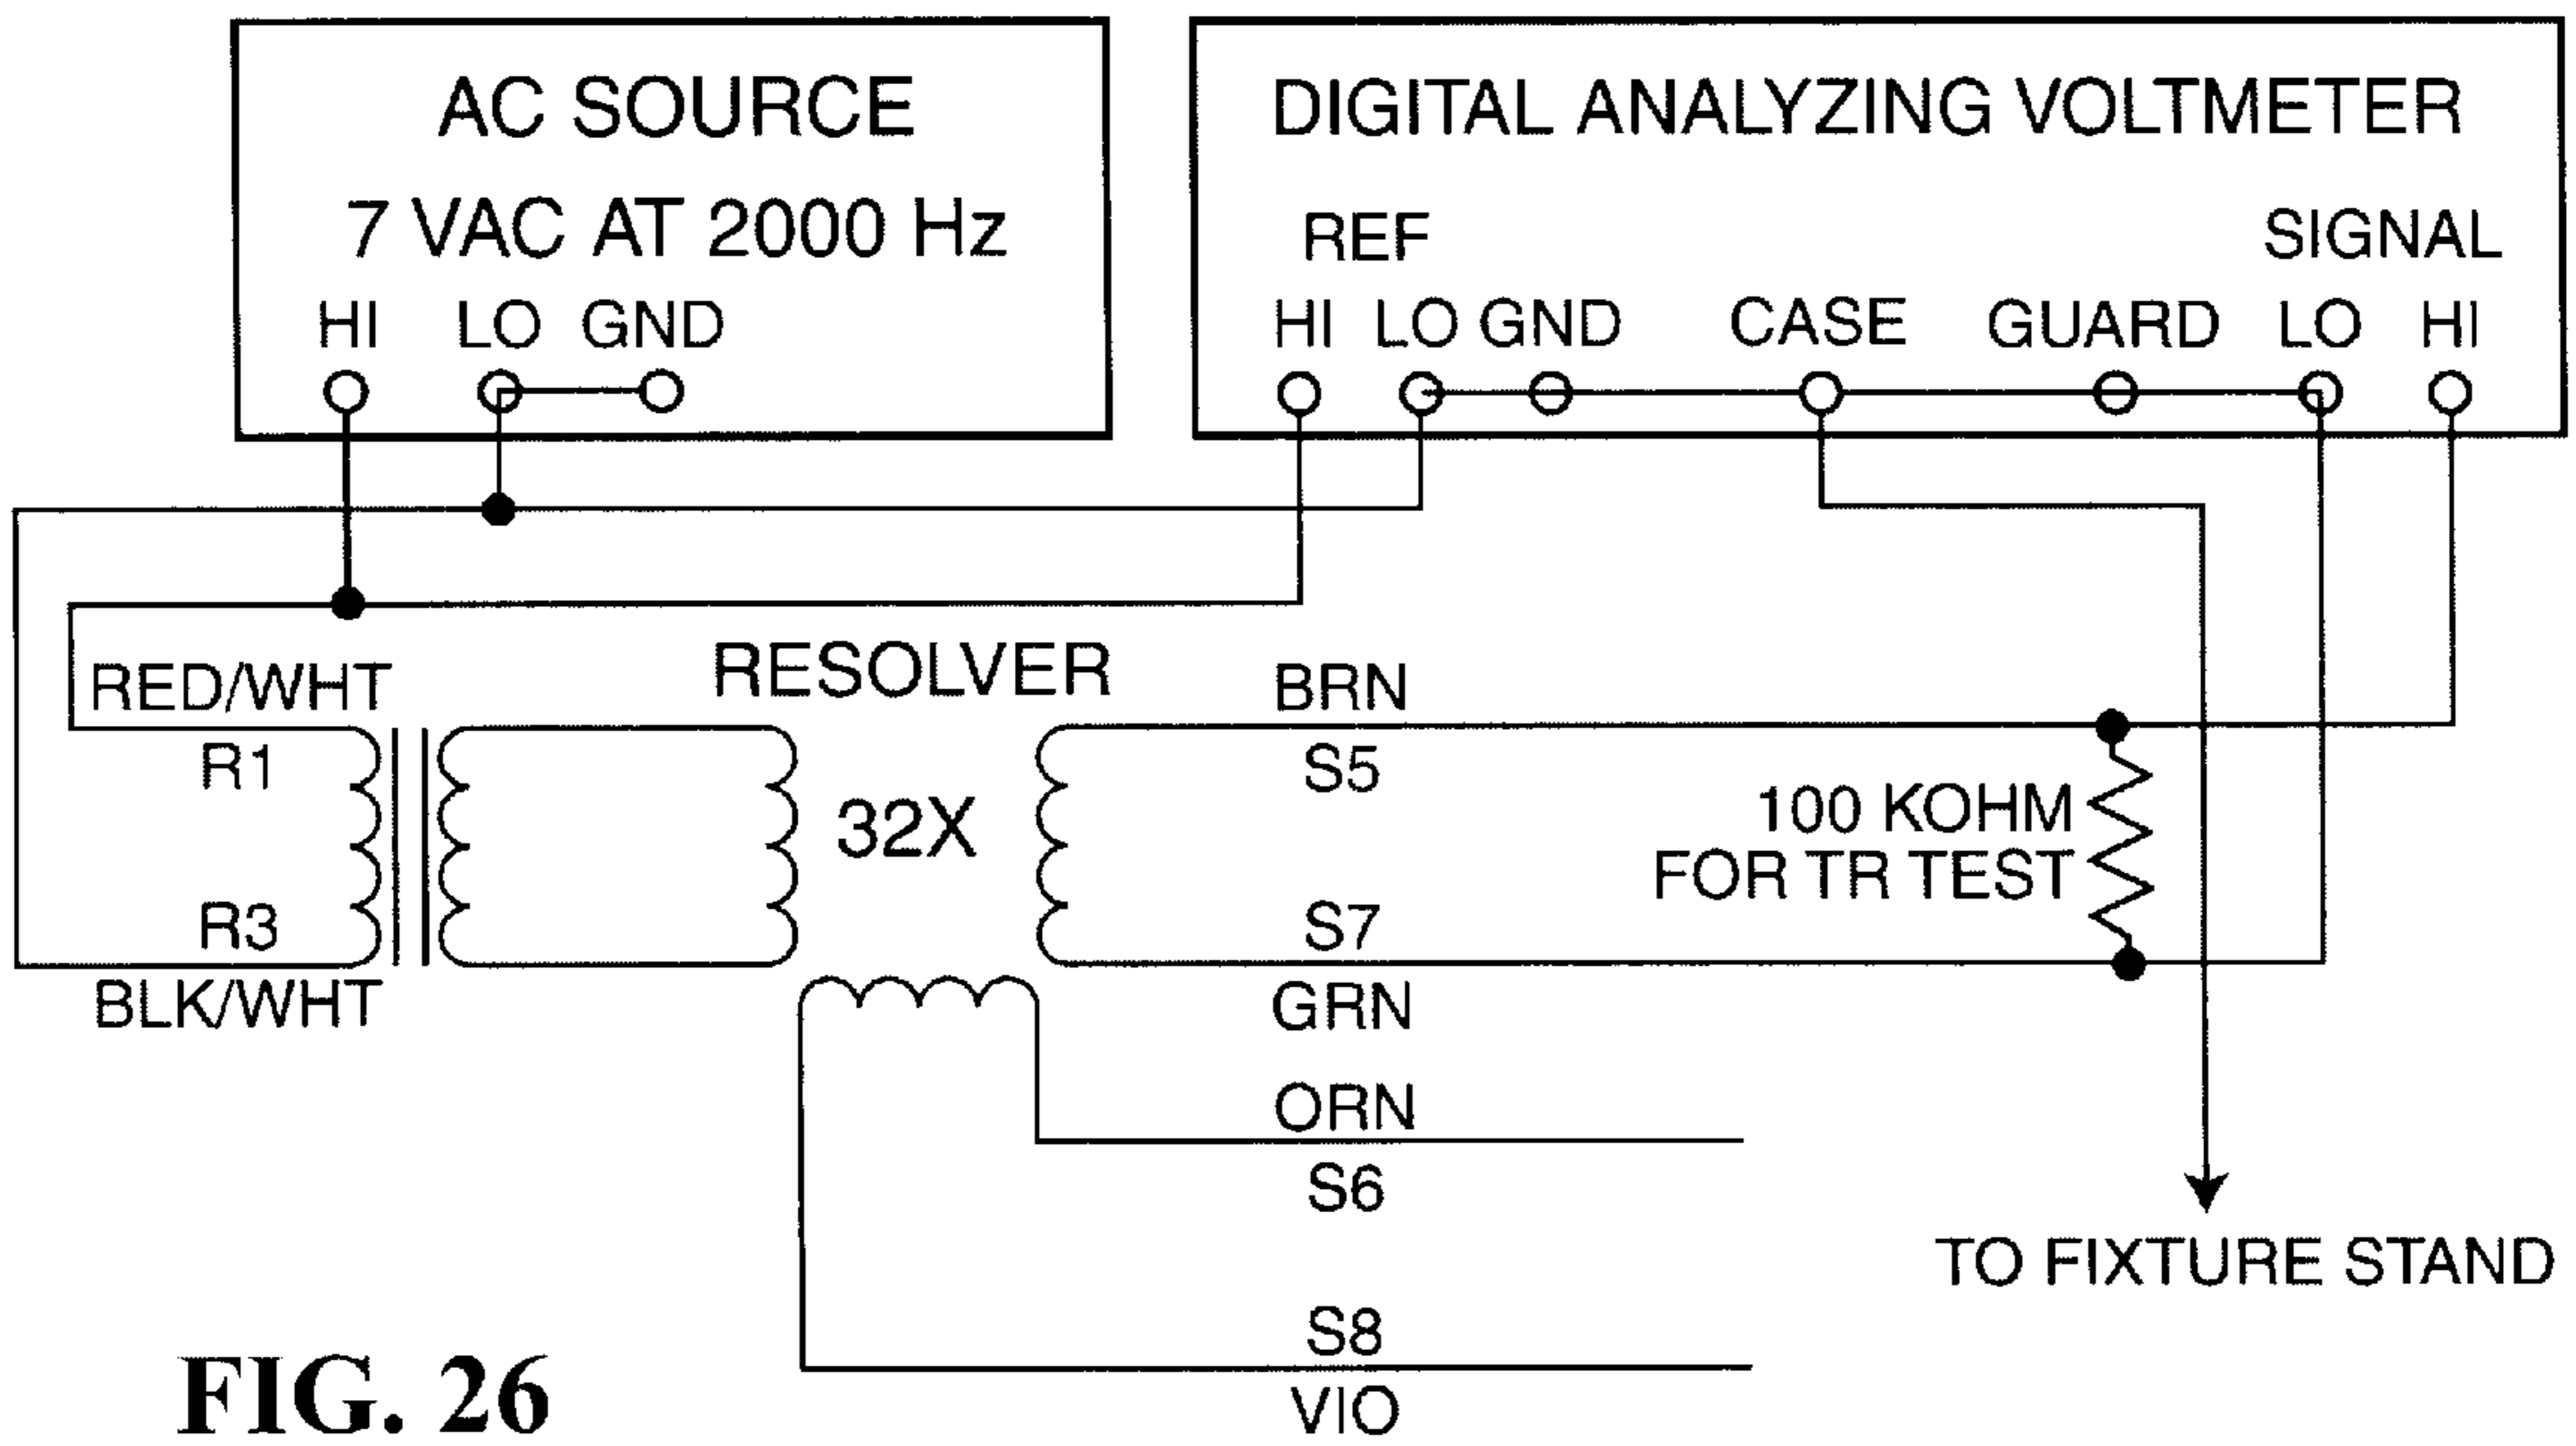 AC SOURCE
7 VAC AT 2000 Hz
HI LO GND
DIGITAL ANALYZING VOLTMETER
REF SIGNAL
HI LO GND CASE GUARD LO HI
RESOLVER
RED/WHT
R1
R3
BLK/WHT
32X
BRN
S5
S7
GRN
100 KOHM
FOR TR TEST
ORN
S6
S8
VIO
TO FIXTURE STAND
FIG. 26